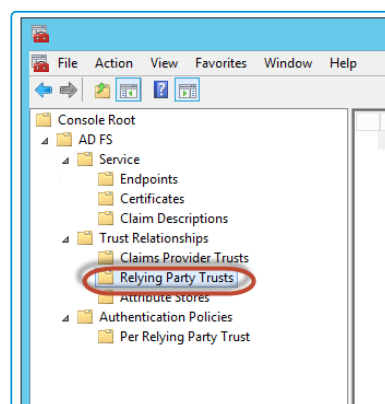 File Action View Favorites Window Help
Console Root
AD FS
Service
Endpoints
Certificates
Claim Descriptions
Trust Relationships
Claims Provider Trusts
Relying Party Trusts
Attribute Stores
Authentication Policies
Per Relying Party Trust